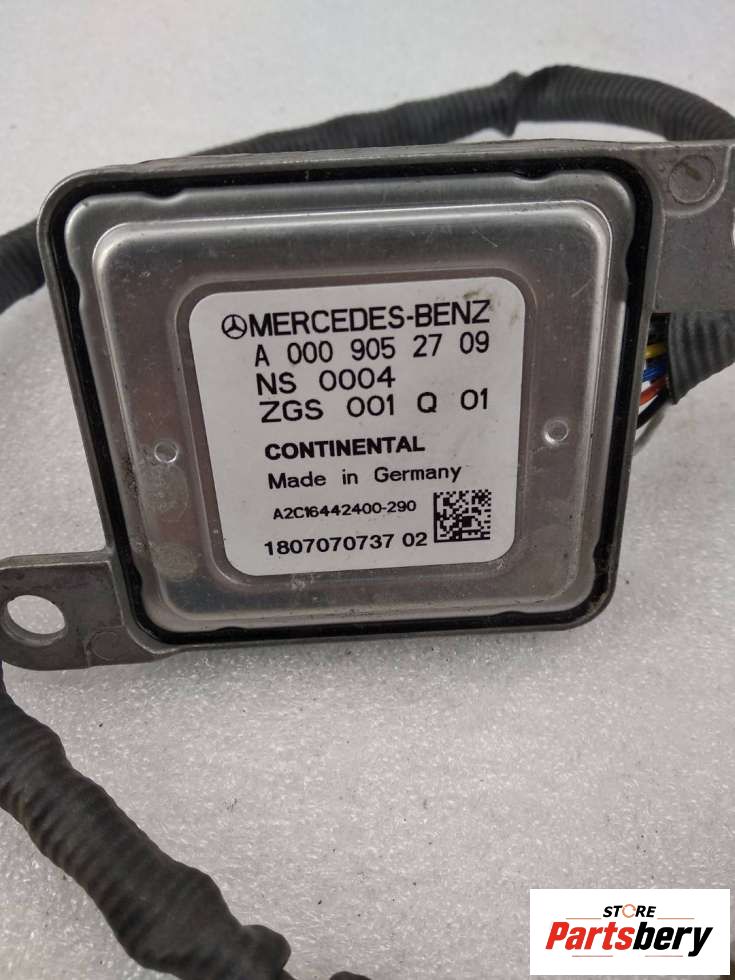 MERCEDES-BENZ
A 000 905 27 09
NS 0004
ZGS 001 Q 01
CONTINENTAL
Made in Germany
A2C16442400-290
1807070737 02
STORE
Partsbery